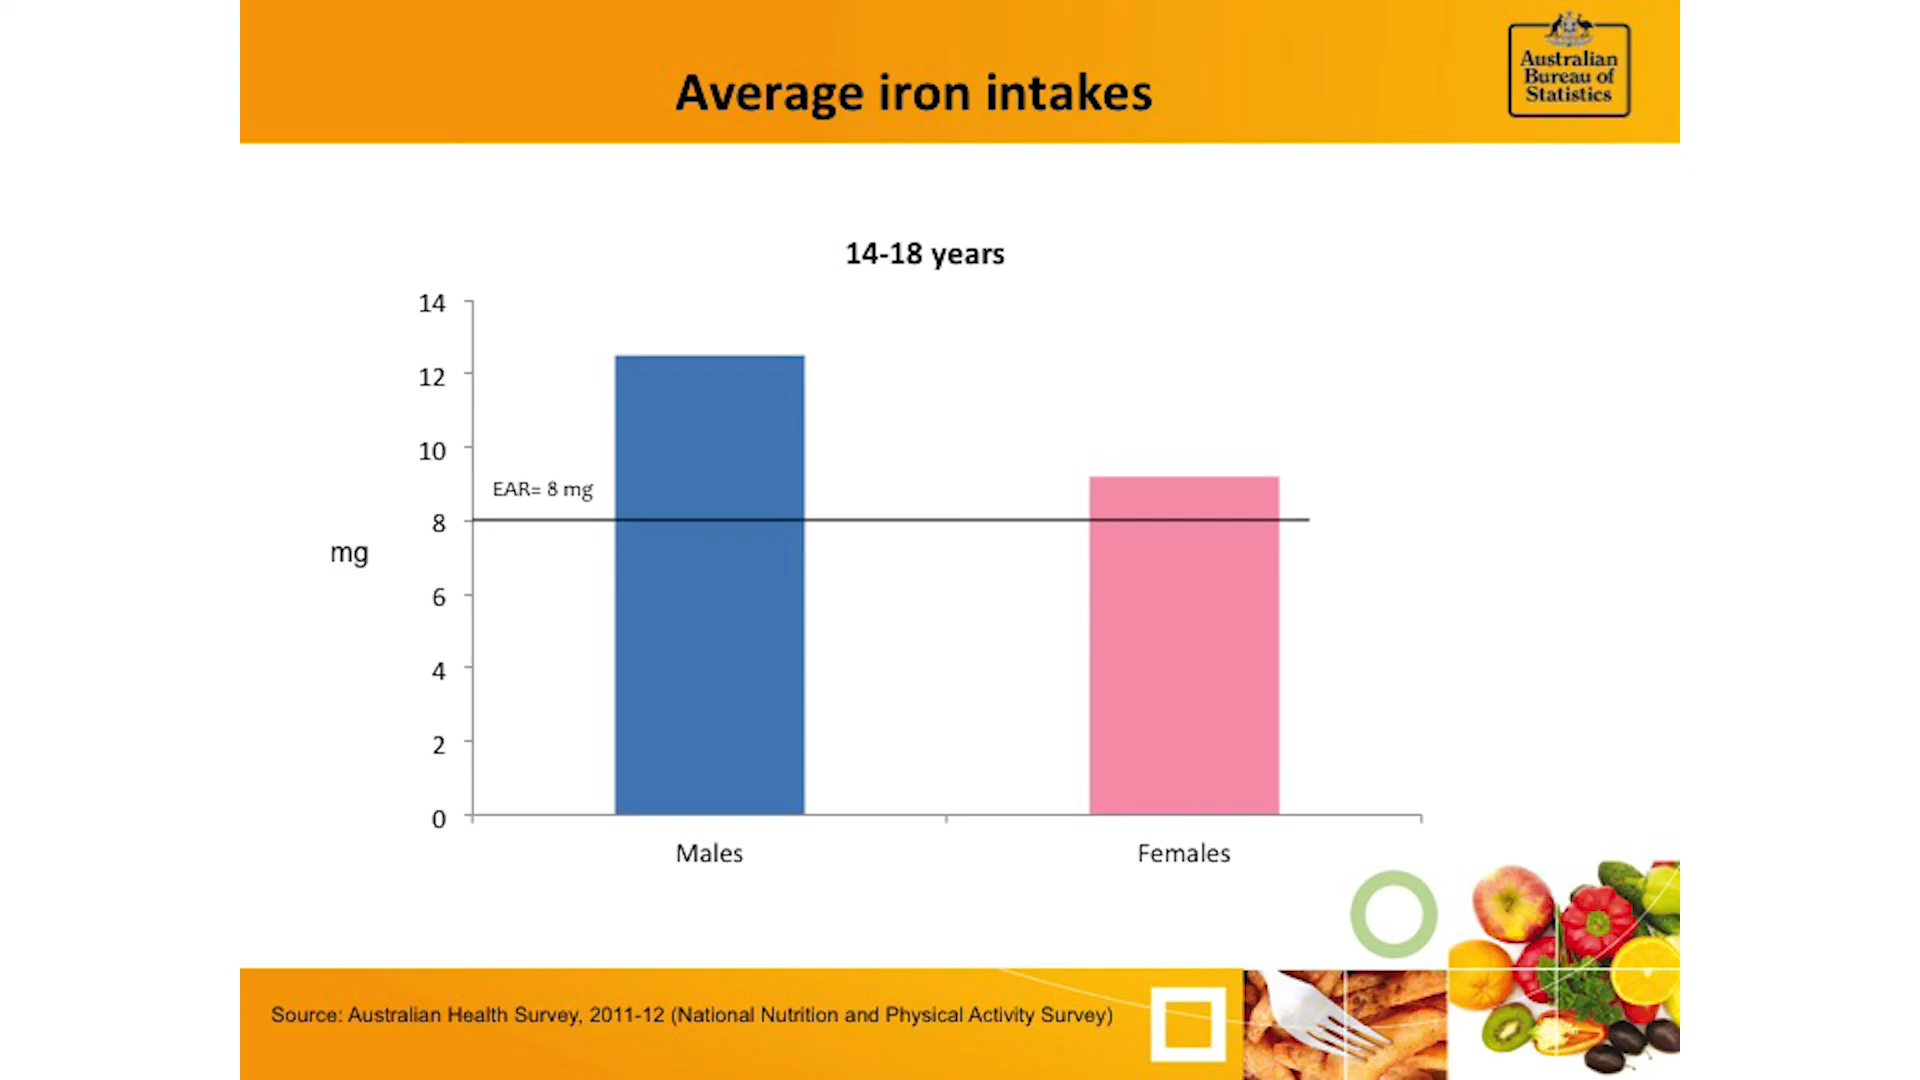 Average iron intakes
Australian
Bureau of
Statistics
14-18 years
14
12
10
EAR= 8 mg
8
mg
6
4
2
0
Males
Females
Source: Australian Health Survey, 2011-12 (National Nutrition and Physical Activity Survey)